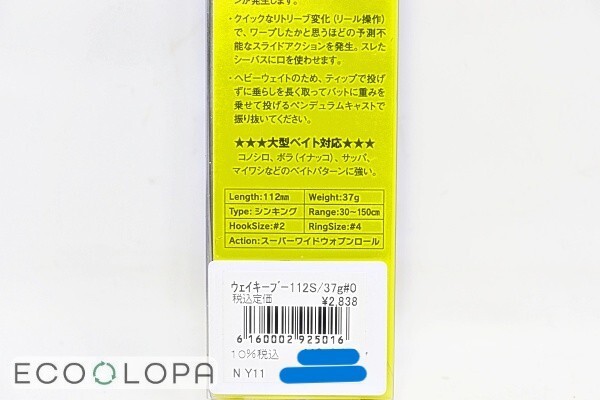 ンが発生します。
・クイックなリトリーブ変化（リール操作）
で、ワープしたかと思うほどの予測不
可能なスライドアクションを発生。スレた
シーバスに口を使わせます。
・ヘビーウェイトのため、ティップで投げ
ずに垂らしを長く取ってバットに重みを
乗せて投げるペンデュラムキャストで
振り抜いてください。
★★★大型ベイト対応★★★
コノシロ、ボラ（イナッコ）、サッパ、
マイワシなどのベイトパターンに強い。
Length:112mm Weight:37g
Type:シンキング Range:30〜150cm
HookSize:#2 RingSize:#4
Action:スーパーワイドウォブンロール
ウェイキーブー112S/37g#0
税込定価 ¥2,838
6 160002 925016
10%税込
N Y11
ECOOLOPA